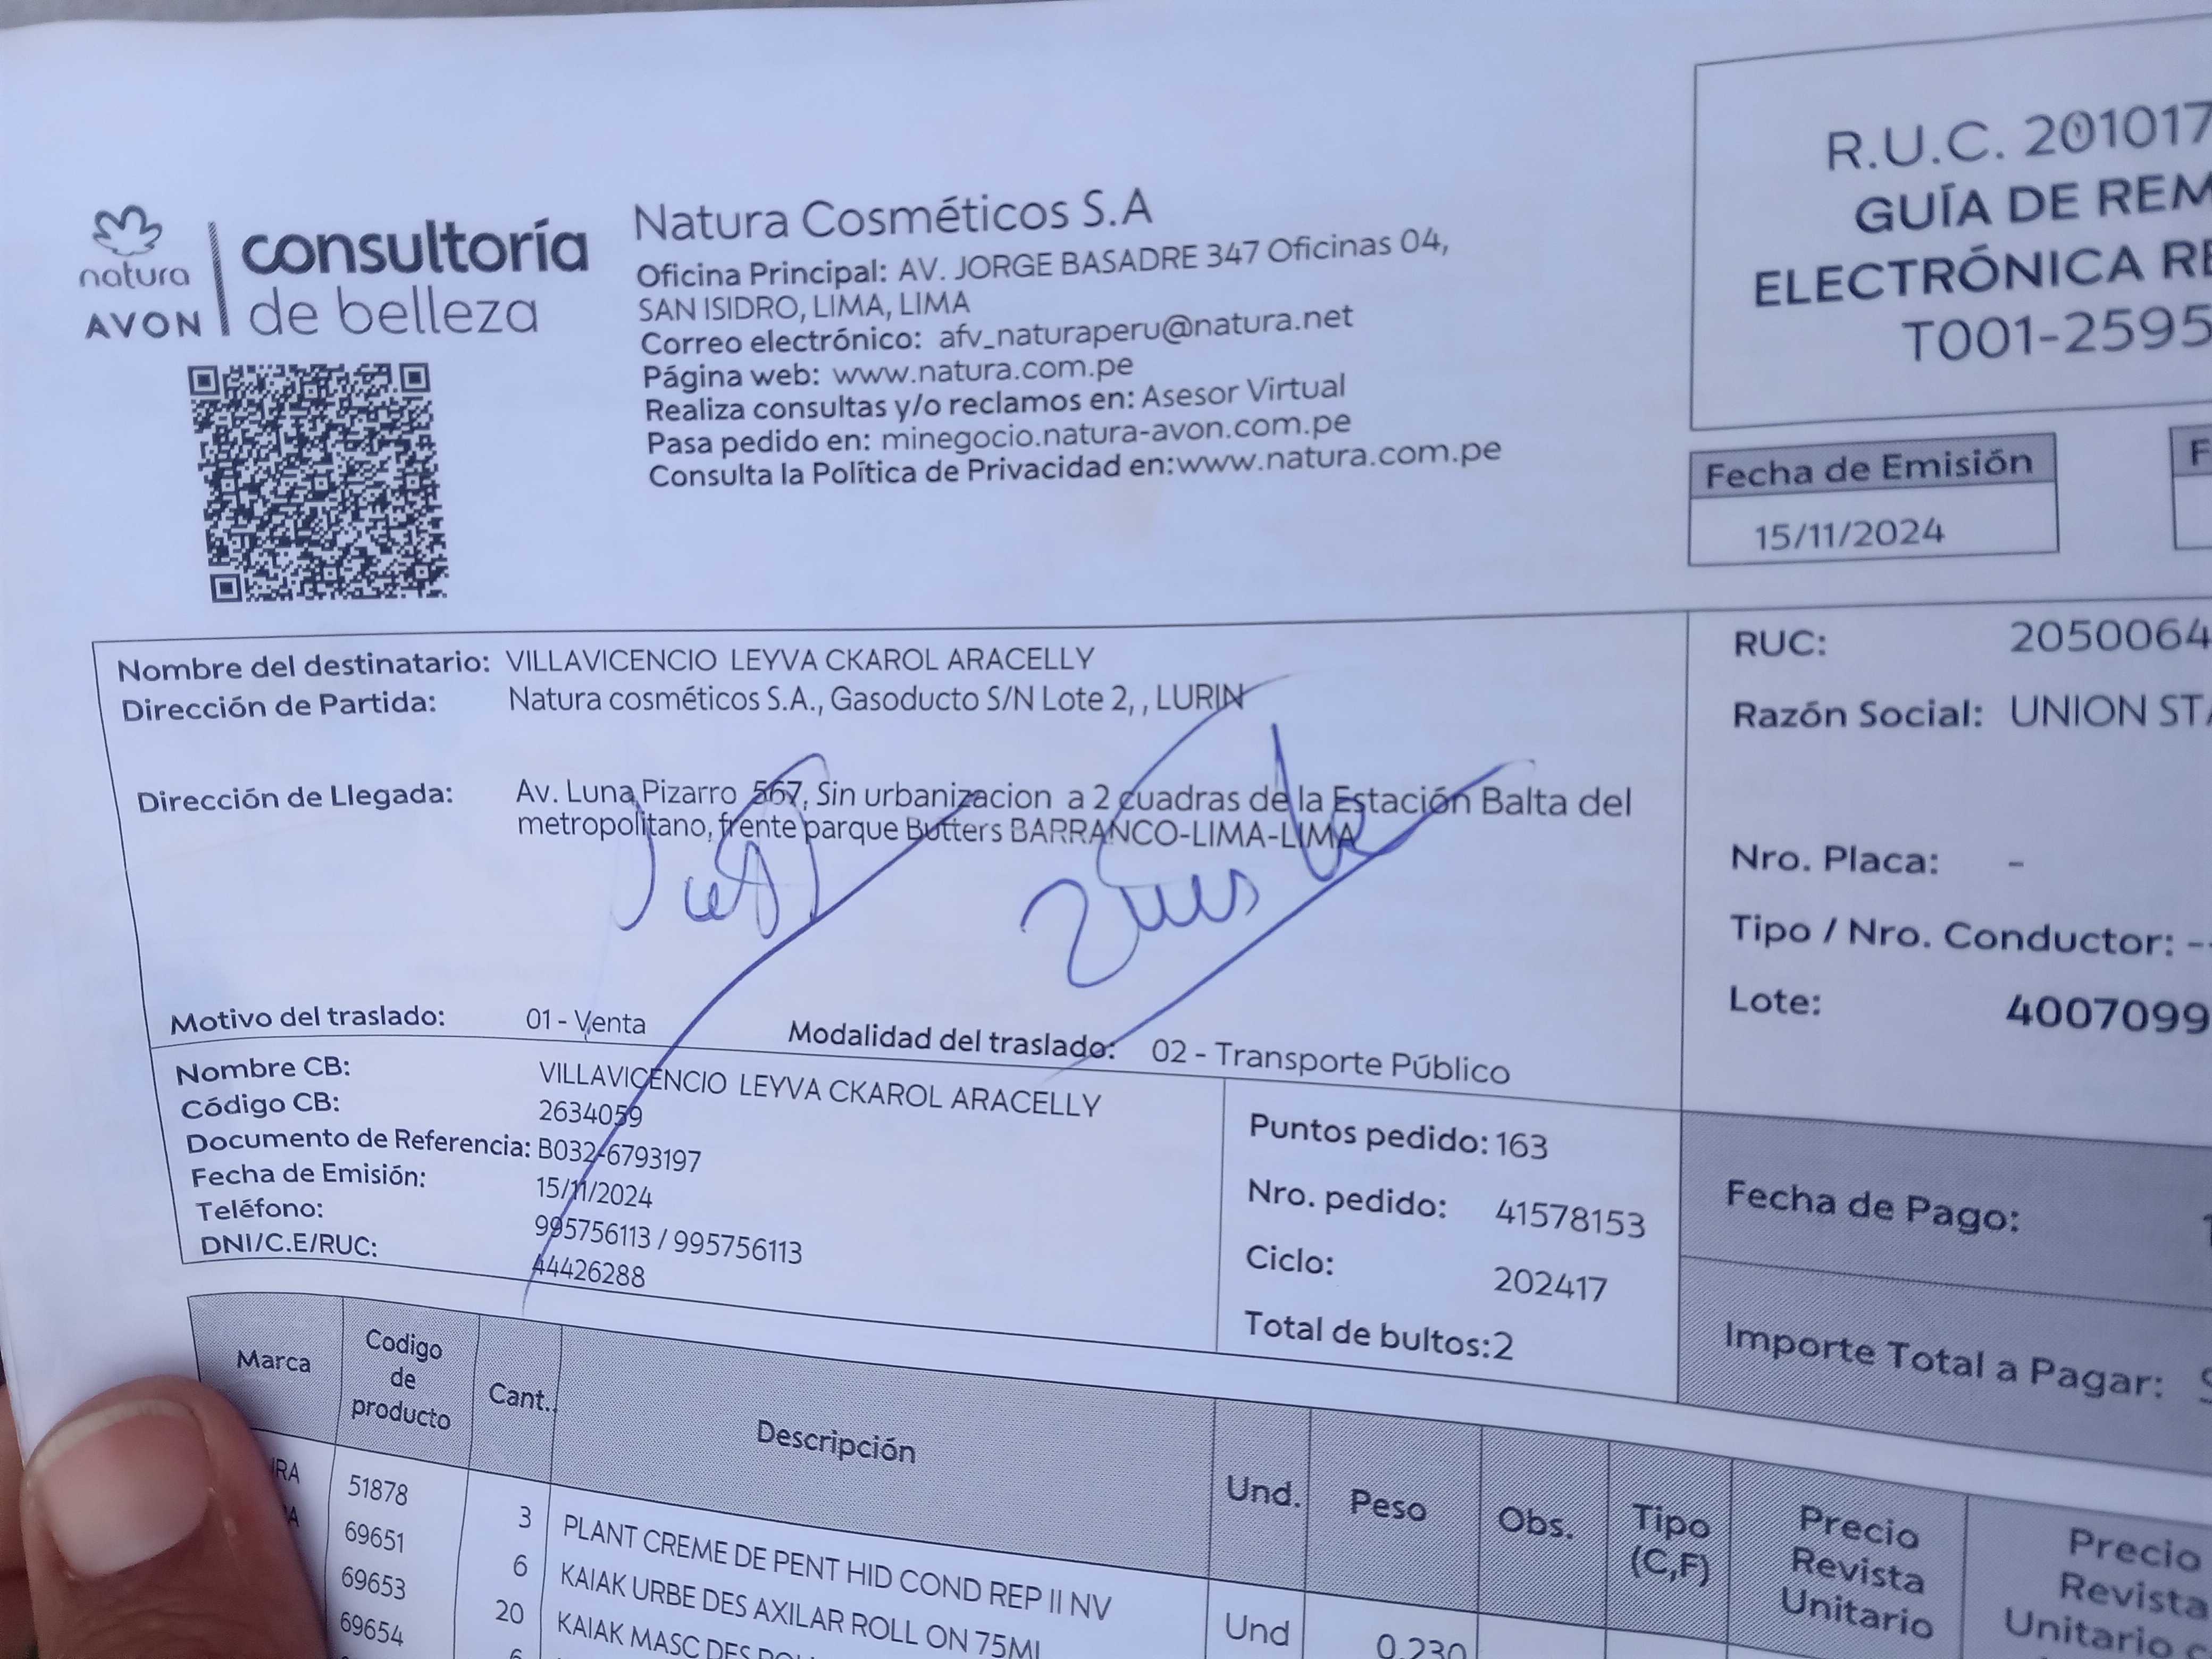 natura
AVON
consultoría
de belleza
Natura Cosméticos S.A
Oficina Principal: AV. JORGE BASADRE 347 Oficinas 04,
SAN ISIDRO, LIMA, LIMA
Correo electrónico: afv_naturaperu@natura.net
Página web: www.natura.com.pe
Realiza consultas y/o reclamos en: Asesor Virtual
Pasa pedido en: minegocio.natura-avon.com.pe
Consulta la Política de Privacidad en:www.natura.com.pe
R.U.C. 201017
GUÍA DE REM
ELECTRÓNICA RE
T001-2595
Fecha de Emisión
15/11/2024
F
Nombre del destinatario: VILLAVICENCIO LEYVA CKAROL ARACELLY
Dirección de Partida: Natura cosméticos S.A., Gasoducto S/N Lote 2, , LURIN
Dirección de Llegada: Av. Luna Pizarro 567, Sin urbanizacion a 2 cuadras de la Estación Balta del
metropolitano, frente parque Butters BARRANCO-LIMA-LIMA
Motivo del traslado: 01 - Venta Modalidad del traslado: 02 - Transporte Público
RUC: 2050064
Razón Social: UNION ST
Nro. Placa: -
Tipo / Nro. Conductor: --
Lote: 4007099
Nombre CB: VILLAVICENCIO LEYVA CKAROL ARACELLY
Código CB: 2634059
Documento de Referencia: B032-6793197
Fecha de Emisión: 15/11/2024
Teléfono: 995756113 / 995756113
DNI/C.E/RUC: 44426288
Puntos pedido: 163
Nro. pedido: 41578153
Ciclo: 202417
Total de bultos:2
Fecha de Pago:
Importe Total a Pagar:
Marca
Codigo
de
producto
Cant.
Descripción
Und.
Peso
Obs.
Tipo
(C,F)
Precio
Revista
Unitario
Precio
Revista
Unitario c
RA 51878 3 PLANT CREME DE PENT HID COND REP II NV Und 0.230
A 69651 6 KAIAK URBE DES AXILAR ROLL ON 75ML
69653 20 KAIAK MASC DES
69654 6